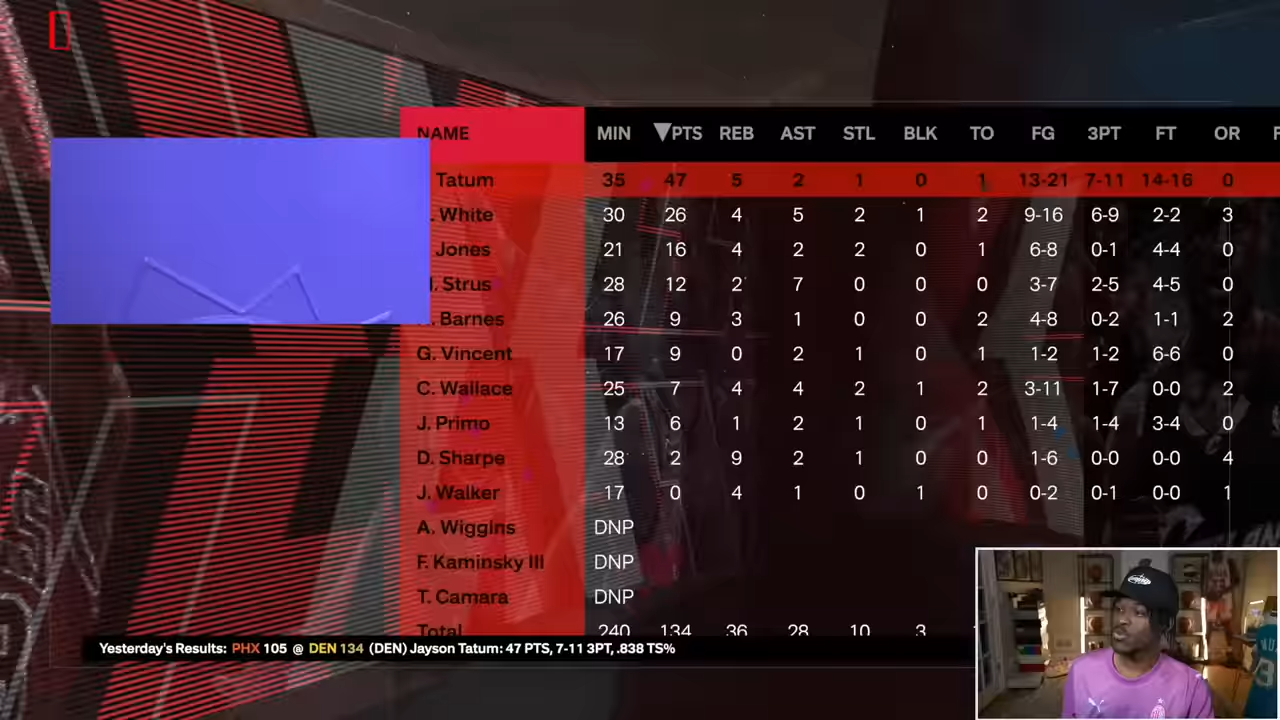 NAME MIN PTS REB AST STL BLK TO FG 3PT FT OR
Tatum 35 47 5 2 1 0 1 13-21 7-11 14-16 0
. White 30 26 4 5 2 1 2 9-16 6-9 2-2 3
Jones 21 16 4 2 2 0 1 6-8 0-1 4-4 0
. Strus 28 12 2 7 0 0 0 3-7 2-5 4-5 0
. Barnes 26 9 3 1 0 0 2 4-8 0-2 1-1 2
G. Vincent 17 9 0 2 1 0 1 1-2 1-2 6-6 0
C. Wallace 25 7 4 4 2 1 2 3-11 1-7 0-0 2
J. Primo 13 6 1 2 1 0 1 1-4 1-4 3-4 0
D. Sharpe 28 2 9 2 1 0 0 1-6 0-0 0-0 4
J. Walker 17 0 4 1 0 1 0 0-2 0-1 0-0 1
A. Wiggins DNP
F. Kaminsky III DNP
T. Camara DNP
Total 240 134 36 28 10 3
Yesterday's Results: PHX 105 @ DEN 134 (DEN) Jayson Tatum: 47 PTS, 7-11 3PT, .838 TS%